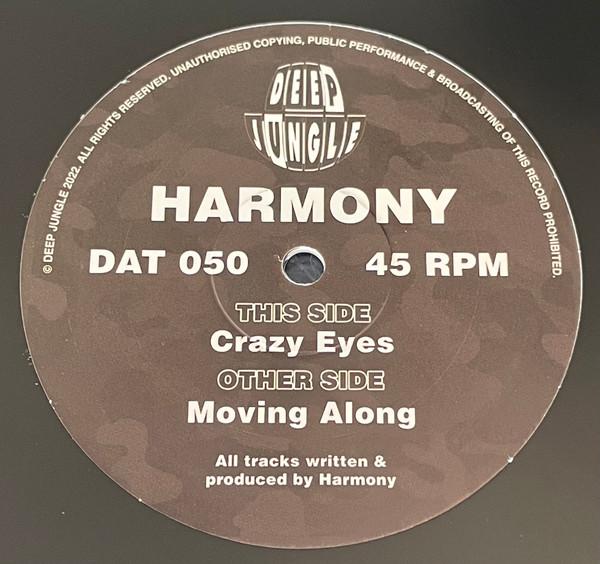 © DEEP JUNGLE 2022. ALL RIGHTS RESERVED. UNAUTHORISED COPYING, PUBLIC PERFORMANCE & BROADCASTING OF THIS RECORD PROHIBITED.
DEEP
JUNGLE
HARMONY
DAT 050 45 RPM
THIS SIDE
Crazy Eyes
OTHER SIDE
Moving Along
All tracks written &
produced by Harmony